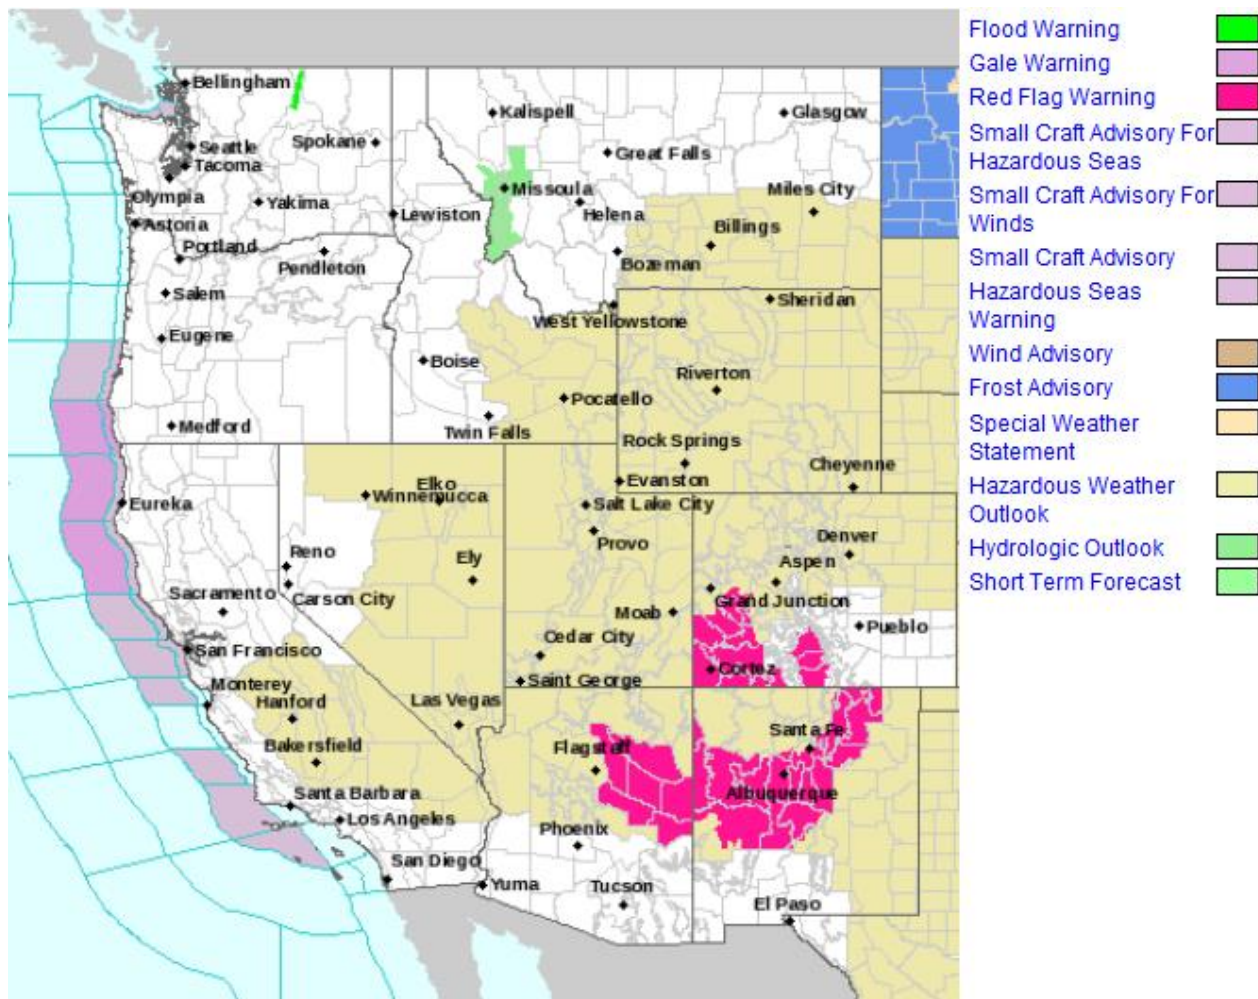 Flood Warning
Gale Warning
Red Flag Warning
Small Craft Advisory For
Hazardous Seas
Small Craft Advisory For
Winds
Small Craft Advisory
Hazardous Seas
Warning
Wind Advisory
Frost Advisory
Special Weather
Statement
Hazardous Weather
Outlook
Hydrologic Outlook
Short Term Forecast
Bellingham
Kalispell
Glasgow
Seattle
Spokane
Great Falls
Tacoma
Missoula
Miles City
Olympia
Yakima
Lewiston
Helena
Astoria
Billings
Portland
Pendleton
Bozeman
Salem
Sheridan
West Yellowstone
Eugene
Boise
Riverton
Pocatello
Medford
Twin Falls
Rock Springs
Cheyenne
Elko
Evanston
Winnemucca
Eureka
Salt Lake City
Denver
Provo
Reno
Ely
Aspen
Sacramento
Carson City
Grand Junction
Moab
Pueblo
Cedar City
San Francisco
Cortez
Saint George
Monterey
Hanford
Las Vegas
Santa Fe
Bakersfield
Flagstaff
Santa Barbara
Albuquerque
Los Angeles
Phoenix
San Diego
Yuma
Tucson
El Paso